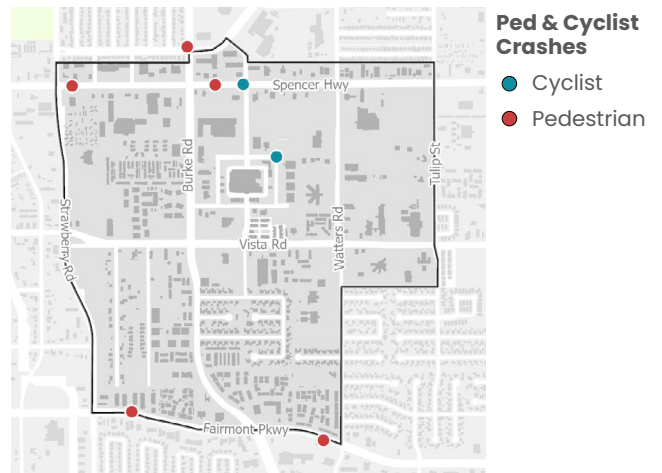 Ped & Cyclist
Crashes
Cyclist
Pedestrian
Spencer Hwy
Burke Rd
Tulip St
Strawberry Rd
Watters Rd
Vista Rd
Fairmont Pkwy